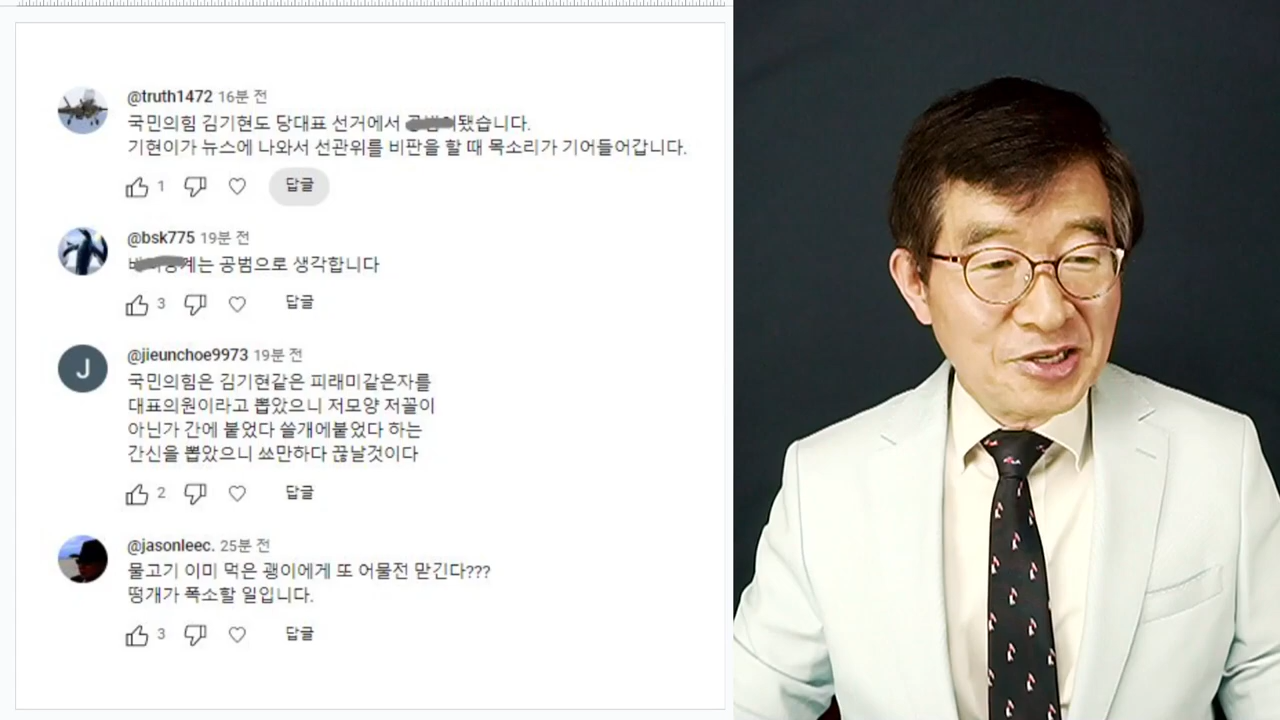 @truth1472 16분 전
국민의힘 김기현도 당대표 선거에서 됐습니다.
기현이가 뉴스에 나와서 선관위를 비판을 할 때 목소리가 기어들어갑니다.
1 답글
@bsk775 19분 전
공범으로 생각합니다
3 답글
J
@jieunchoe9973 19분 전
국민의힘은 김기현같은 피래미같은자를
대표의원이라고 뽑았으니 저모양 저꼴이
아닌가 간에 붙었다 쓸개에붙었다 하는
간신을 뽑았으니 쑈만하다 끊날것이다
2 답글
@jasonleec. 25분 전
물고기 이미 먹은 괭이에게 또 어물전 맏긴다???
떵개가 폭소할 일입니다.
3 답글